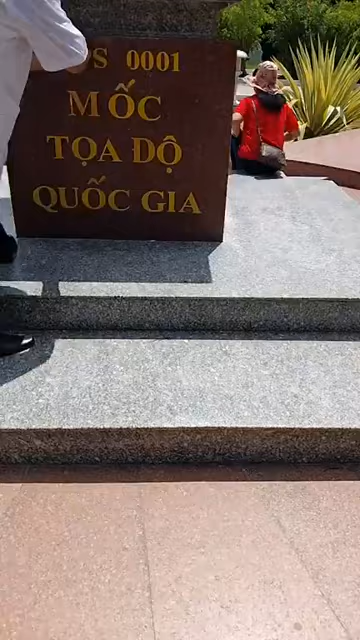 0001
MỐC
TỌA ĐỘ
QUỐC GIA